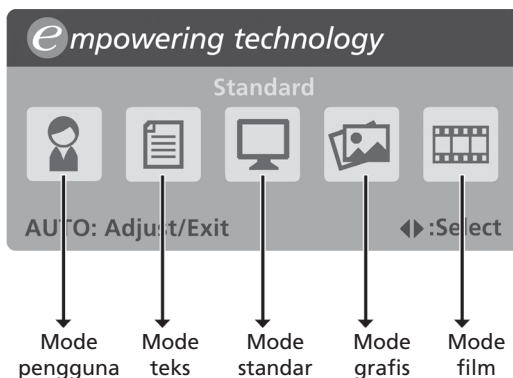 empowering technology
Standard
AUTO: Adjust/Exit ◀▶:Select
Mode pengguna
Mode teks
Mode standar
Mode grafis
Mode film